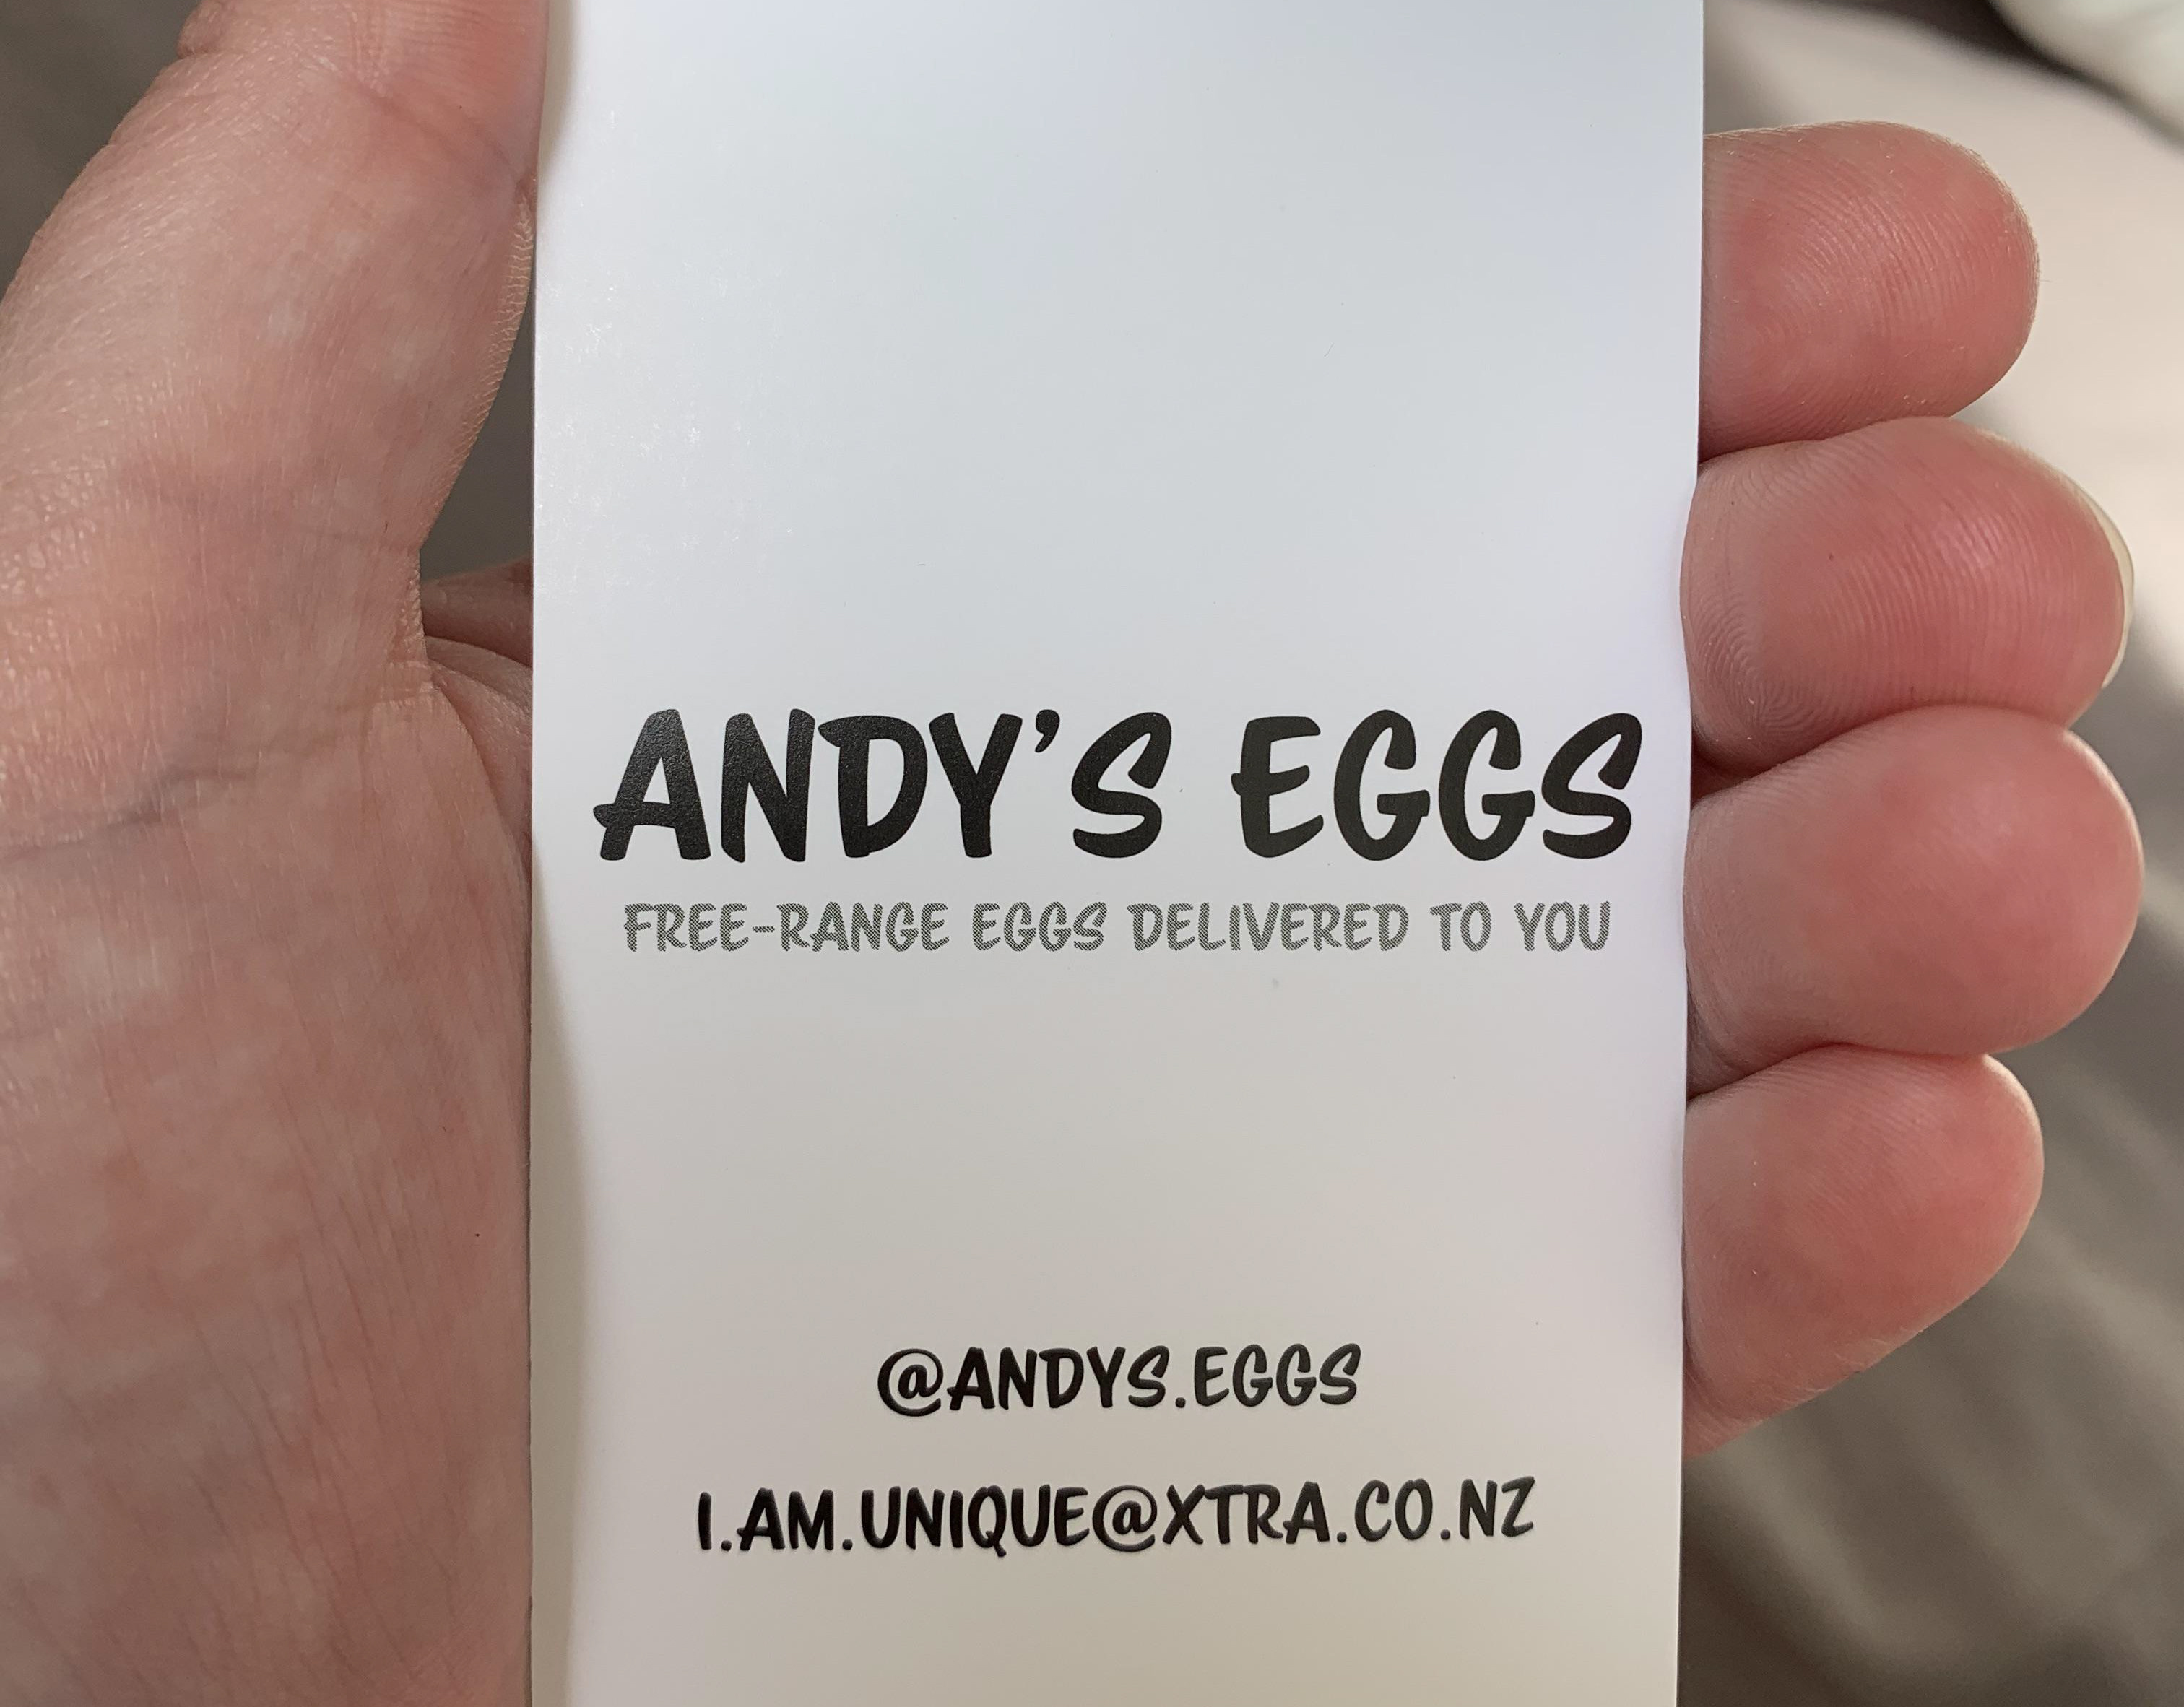 ANDY'S EGGS
FREE-RANGE EGGS DELIVERED TO YOU
@ANDYS.EGGS
I.AM.UNIQUE@XTRA.CO.NZ